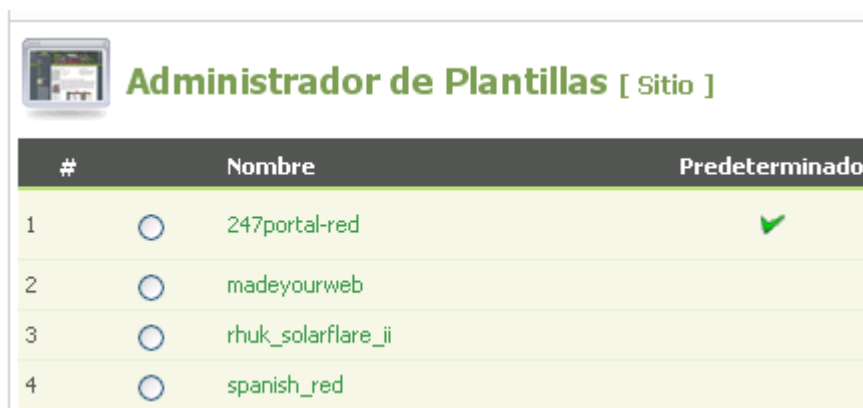 Administrador de Plantillas [ Sitio ]
# Nombre Predeterminado
1 247portal-red
2 madeyourweb
3 rhuk_solarflare_ii
4 spanish_red